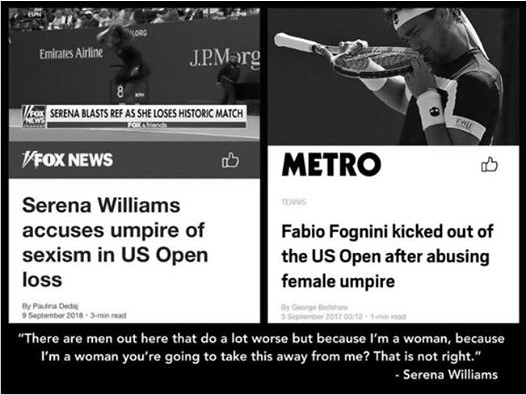 ESPN
.ORG
Emirates Airline
J.P.Morg
8
MPH
FOX NEWS
SERENA BLASTS REF AS SHE LOSES HISTORIC MATCH
FOX & friends
FOX NEWS
Serena Williams
accuses umpire of
sexism in US Open
loss
By Paulina Dedaj
9 September 2018 · 3-min read
METRO
TENNIS
Fabio Fognini kicked out of
the US Open after abusing
female umpire
By George Bellshaw
3 September 2017 03:12 · 1-min read
"There are men out here that do a lot worse but because I'm a woman, because
I'm a woman you're going to take this away from me? That is not right."
- Serena Williams